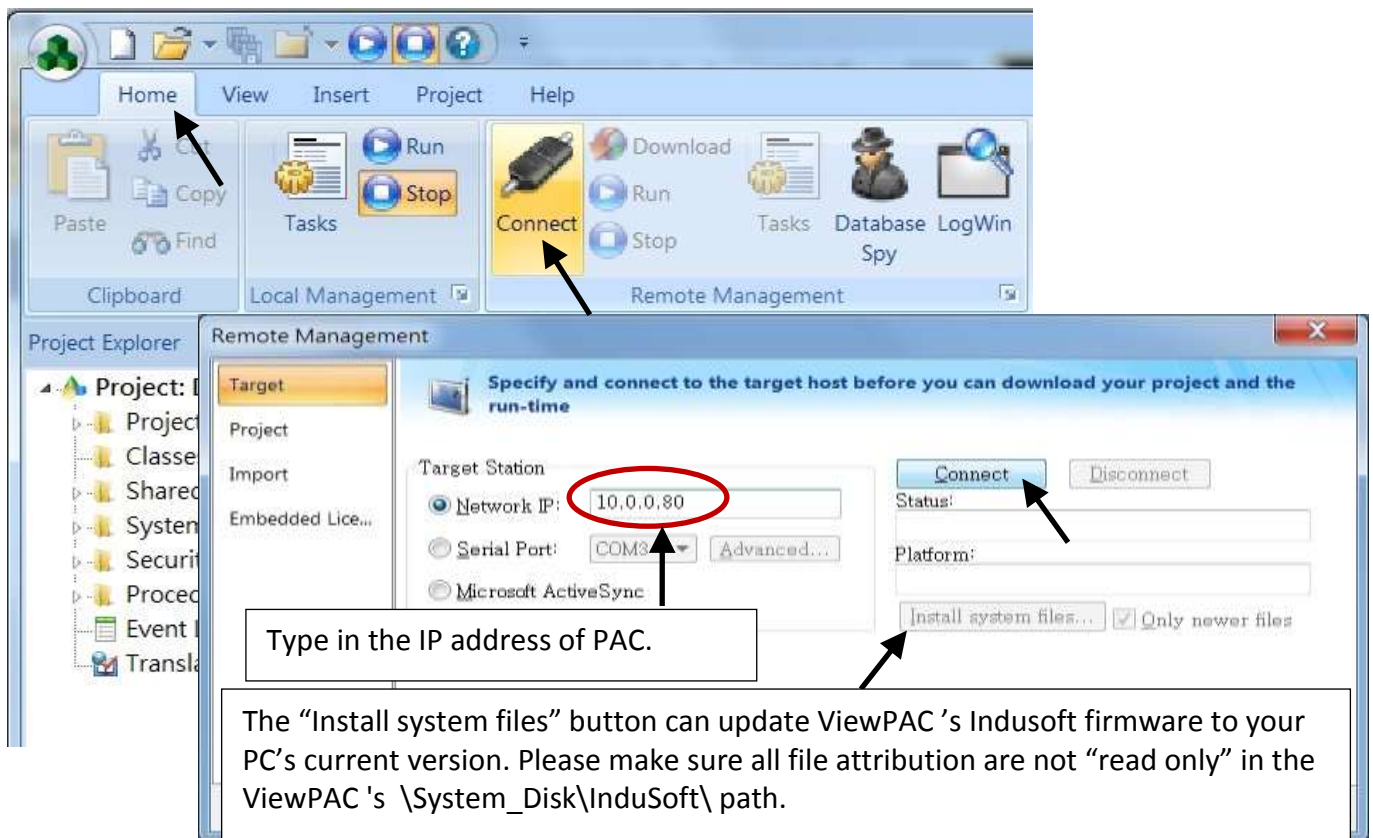 Home View Insert Project Help
Paste
Cut
Copy
Find
Clipboard
Tasks
Run
Stop
Local Management
Connect
Download
Run
Stop
Tasks
Database Spy
LogWin
Remote Management
Project Explorer
Project:
Project
Classe
Shared
System
Securit
Proced
Event
Transla
Remote Management
Target
Project
Import
Embedded Lice...
Specify and connect to the target host before you can download your project and the
run-time
Target Station
Network IP: 10.0.0.80
Serial Port: COM3 Advanced...
Microsoft ActiveSync
Connect Disconnect
Status:
Platform:
Install system files... Only newer files
Type in the IP address of PAC.
The “Install system files” button can update ViewPAC ’s Indusoft firmware to your
PC’s current version. Please make sure all file attribution are not “read only” in the
ViewPAC 's \System_Disk\InduSoft\ path.